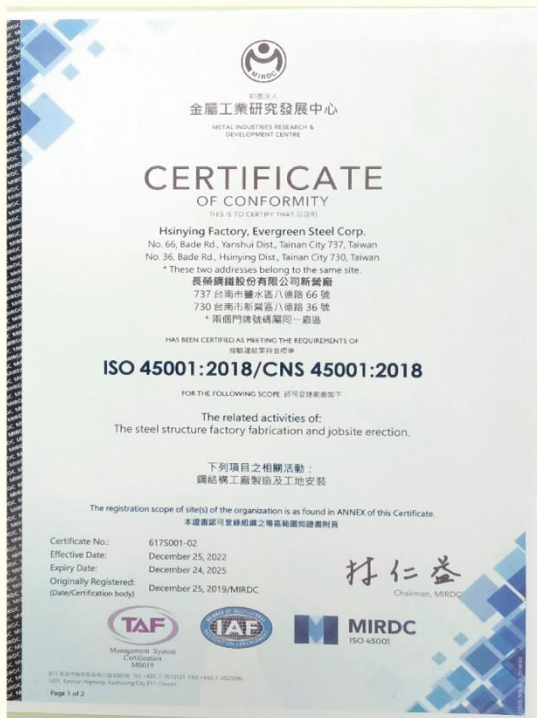 MIRDC
財團法人
金屬工業研究發展中心
METAL INDUSTRIES RESEARCH &
DEVELOPMENT CENTRE
CERTIFICATE
OF CONFORMITY
THIS IS TO CERTIFY THAT 茲證明
Hsinying Factory, Evergreen Steel Corp.
No. 66, Bade Rd., Yanshui Dist., Tainan City 737, Taiwan
No. 36, Bade Rd., Hsinying Dist., Tainan City 730, Taiwan
* These two addresses belong to the same site.
長榮鋼鐵股份有限公司新營廠
737 台南市鹽水區八德路 66 號
730 台南市新營區八德路 36 號
* 兩個門牌號碼屬同一廠區
HAS BEEN CERTIFIED AS MEETING THE REQUIREMENTS OF
ISO 45001:2018/CNS 45001:2018
FOR THE FOLLOWING SCOPE
The related activities of:
The steel structure factory fabrication and jobsite erection.
下列項目之相關活動：
鋼結構工廠製造及工地安裝
The registration scope of site(s) of the organization is as found in ANNEX of this Certificate.
本證書認可登錄組織之場區範圍如證書附頁
Certificate No.: 617S001-02
Effective Date: December 25, 2022
Expiry Date: December 24, 2025
Originally Registered: December 25, 2019/MIRDC
(Date/Certification body)
林仁益
Chairman, MIRDC
TAF
Management System
Certification
MS019
IAF
MIRDC
ISO 45001
Page 1 of 2